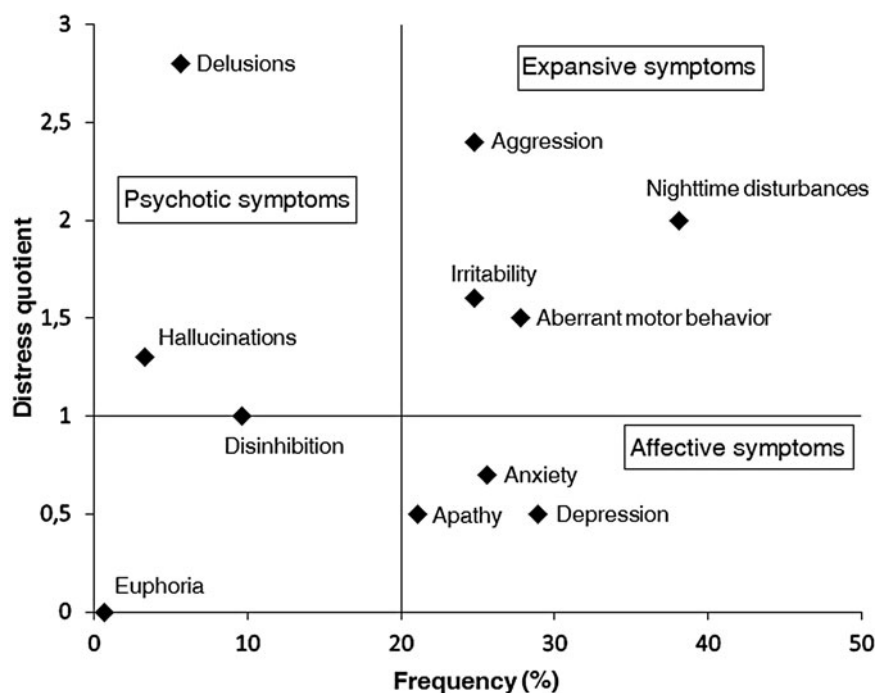 3
Delusions
Expansive symptoms
2,5
Aggression
Psychotic symptoms
Nighttime disturbances
2
Irritability
1,5
Aberrant motor behavior
Hallucinations
1
Disinhibition
Affective symptoms
Anxiety
0,5
Apathy
Depression
Euphoria
0
Distress quotient
0 10 20 30 40 50
Frequency (%)